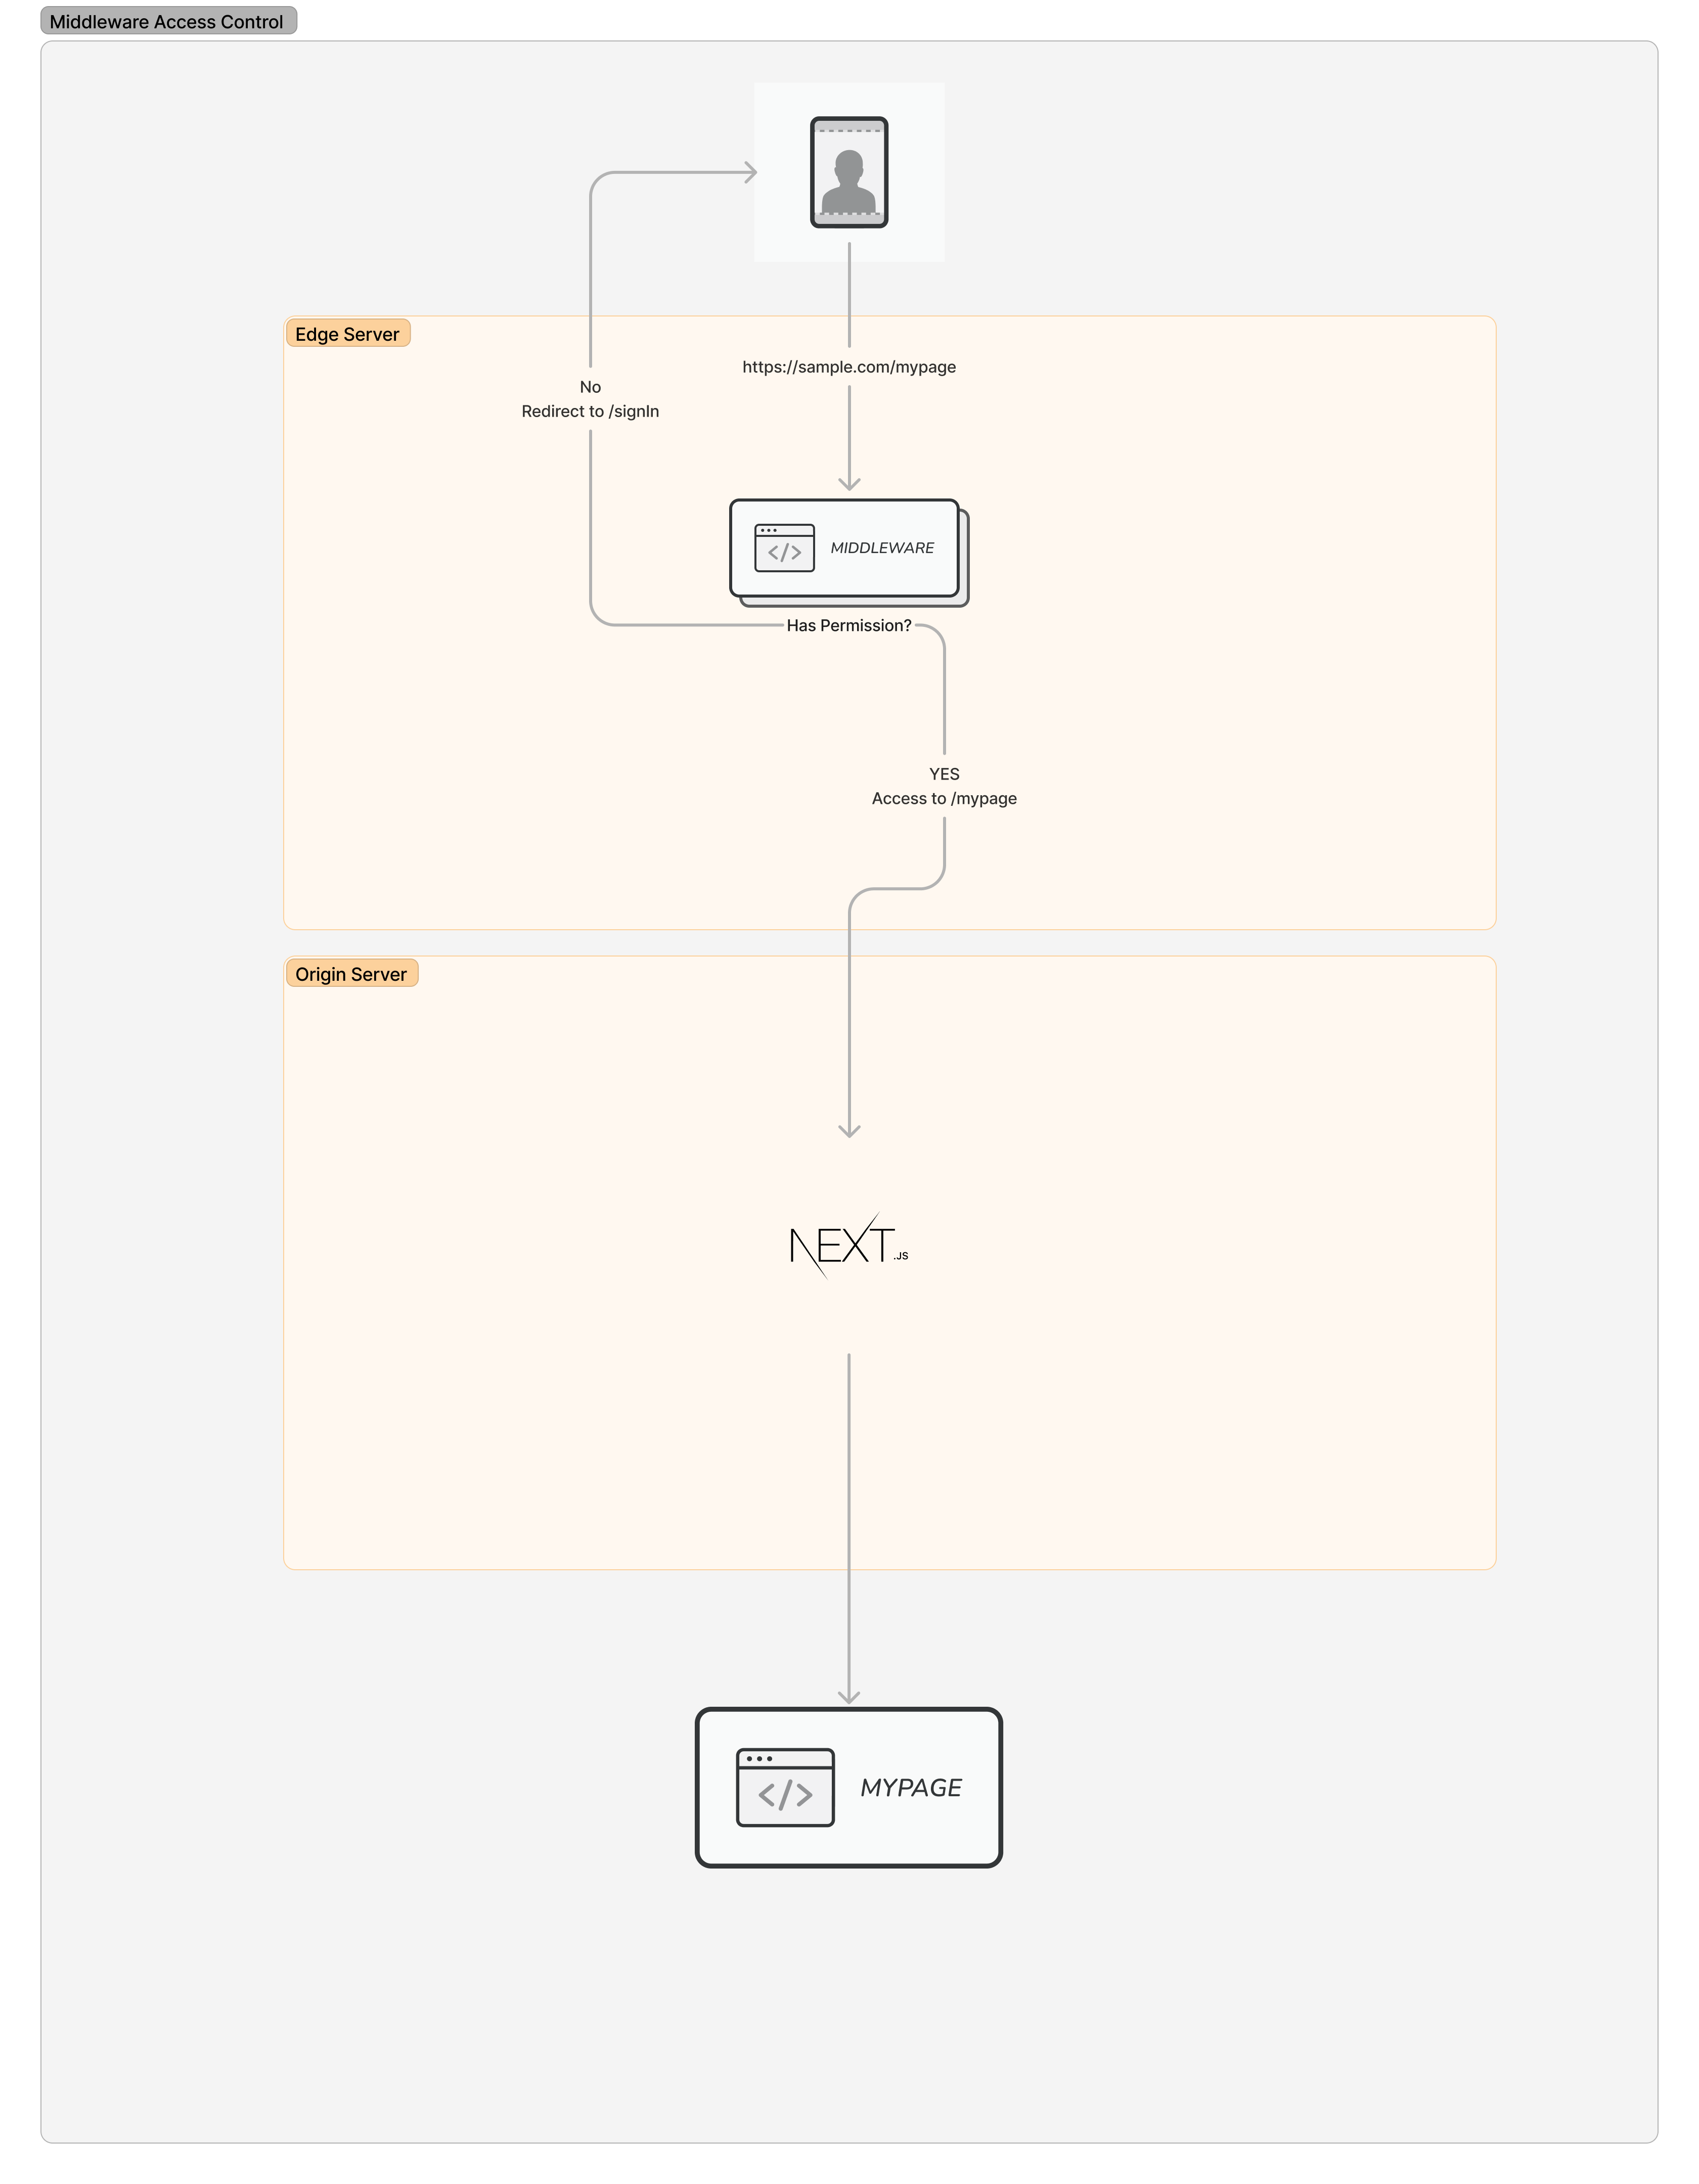 Middleware Access Control
Edge Server
https://sample.com/mypage
No
Redirect to /signIn
MIDDLEWARE
Has Permission?
YES
Access to /mypage
Origin Server
NEXT.JS
MYPAGE